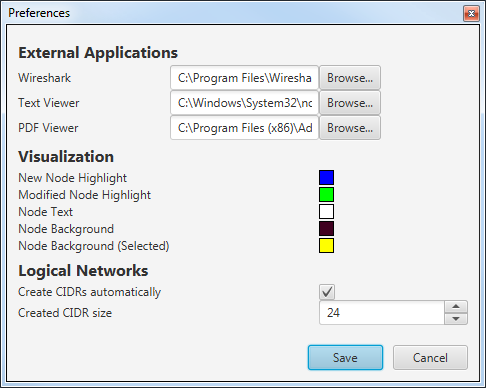 Preferences
External Applications
Wireshark C:\Program Files\Wiresha Browse...
Text Viewer C:\Windows\System32\no Browse...
PDF Viewer C:\Program Files (x86)\Ad Browse...
Visualization
New Node Highlight
Modified Node Highlight
Node Text
Node Background
Node Background (Selected)
Logical Networks
Create CIDRs automatically
Created CIDR size 24
Save Cancel